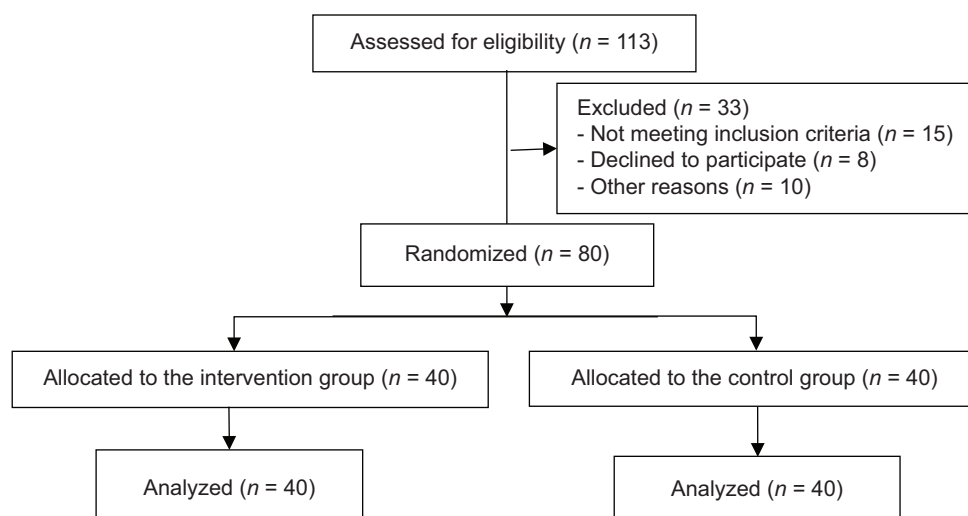 Assessed for eligibility (n = 113)
Excluded (n = 33)
- Not meeting inclusion criteria (n = 15)
- Declined to participate (n = 8)
- Other reasons (n = 10)
Randomized (n = 80)
Allocated to the intervention group (n = 40)
Allocated to the control group (n = 40)
Analyzed (n = 40)
Analyzed (n = 40)